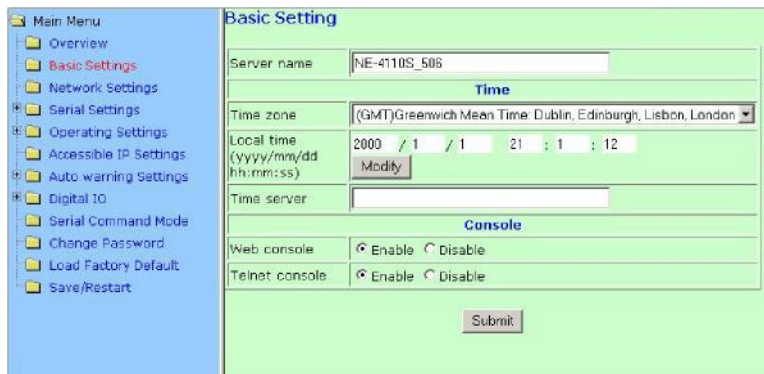 Main Menu
Overview
Basic Settings
Network Settings
Serial Settings
Operating Settings
Accessible IP Settings
Auto warning Settings
Digital IO
Serial Command Mode
Change Password
Load Factory Default
Save/Restart
Basic Setting
Server name NE-4110S_506
Time
Time zone (GMT)Greenwich Mean Time: Dublin, Edinburgh, Lisbon, London
Local time
(yyyy/mm/dd
hh:mm:ss)
2000 / 1 / 1 21 : 1 : 12
Modify
Time server
Console
Web console Enable Disable
Telnet console Enable Disable
Submit